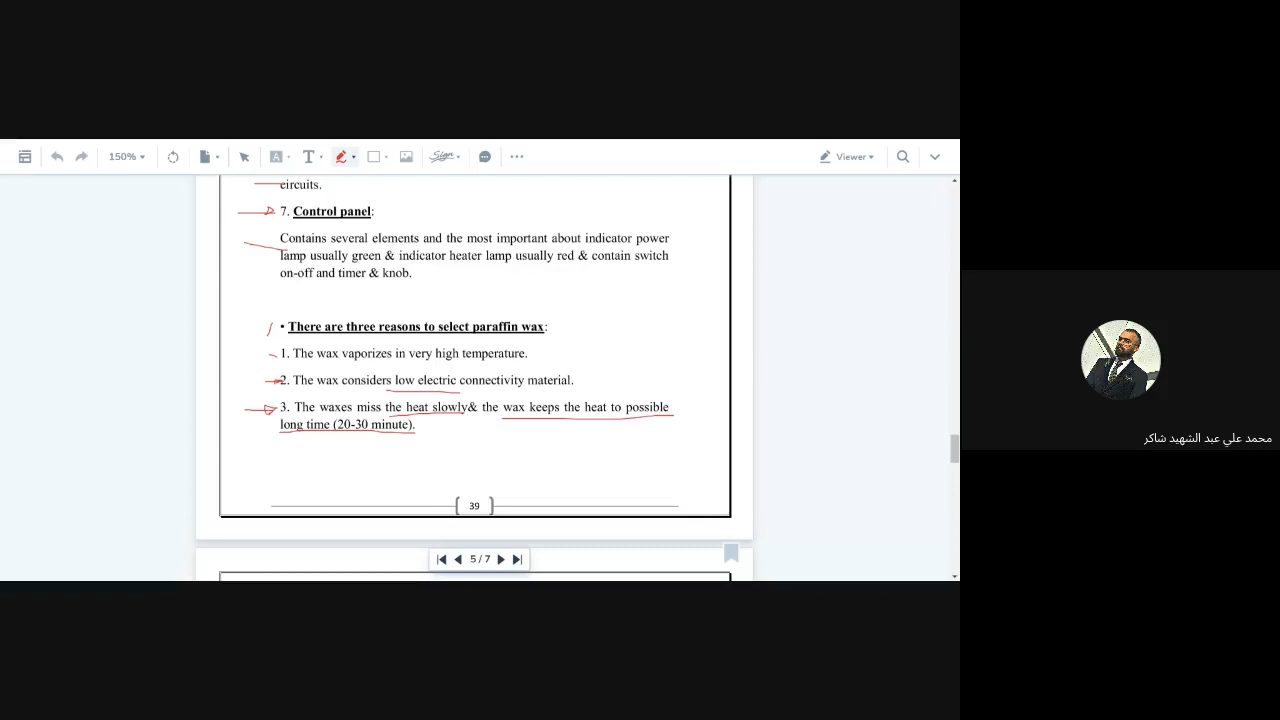 150%
T
A
Sign
Viewer
circuits.
7. Control panel:
Contains several elements and the most important about indicator power
lamp usually green & indicator heater lamp usually red & contain switch
on-off and timer & knob.
• There are three reasons to select paraffin wax:
1. The wax vaporizes in very high temperature.
2. The wax considers low electric connectivity material.
3. The waxes miss the heat slowly& the wax keeps the heat to possible
long time (20-30 minute).
39
5 / 7
محمد علي عبد الشهيد شاكر